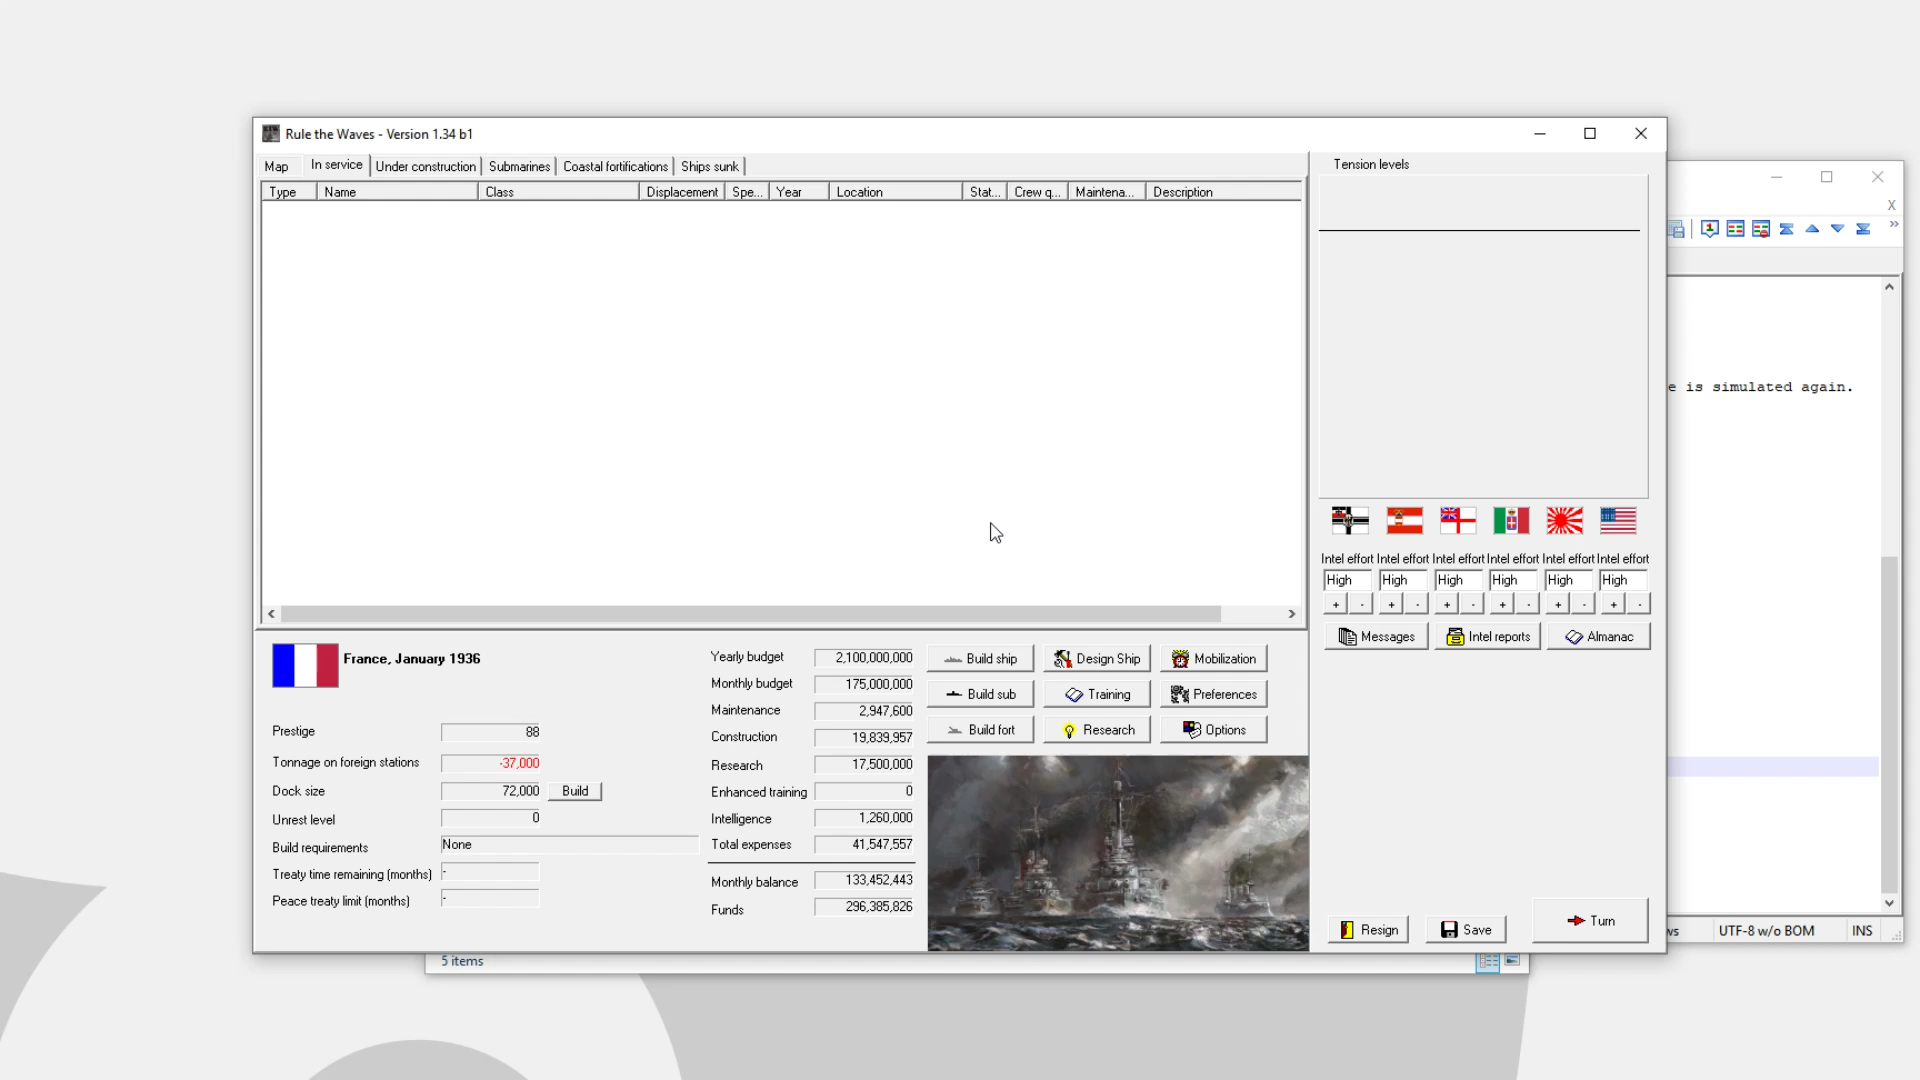 Rule the Waves - Version 1.34 b1
Map In service Under construction Submarines Coastal fortifications Ships sunk
Type Name Class Displacement Spe... Year Location Stat... Crew q... Maintena... Description
Tension levels
X
e is simulated again.
Intel effort Intel effort Intel effort Intel effort Intel effort Intel effort
High High High High High High
+ - + - + - + - + - + -
Messages Intel reports Almanac
France, January 1936
Prestige 88
Tonnage on foreign stations -37,000
Dock size 72,000 Build
Unrest level 0
Build requirements None
Treaty time remaining (months) -
Peace treaty limit (months) -
Yearly budget 2,100,000,000
Monthly budget 175,000,000
Maintenance 2,947,600
Construction 19,839,957
Research 17,500,000
Enhanced training 0
Intelligence 1,260,000
Total expenses 41,547,557
Monthly balance 133,452,443
Funds 296,385,826
Build ship Design Ship Mobilization
Build sub Training Preferences
Build fort Research Options
Resign Save Turn
ws UTF-8 w/o BOM INS
5 items